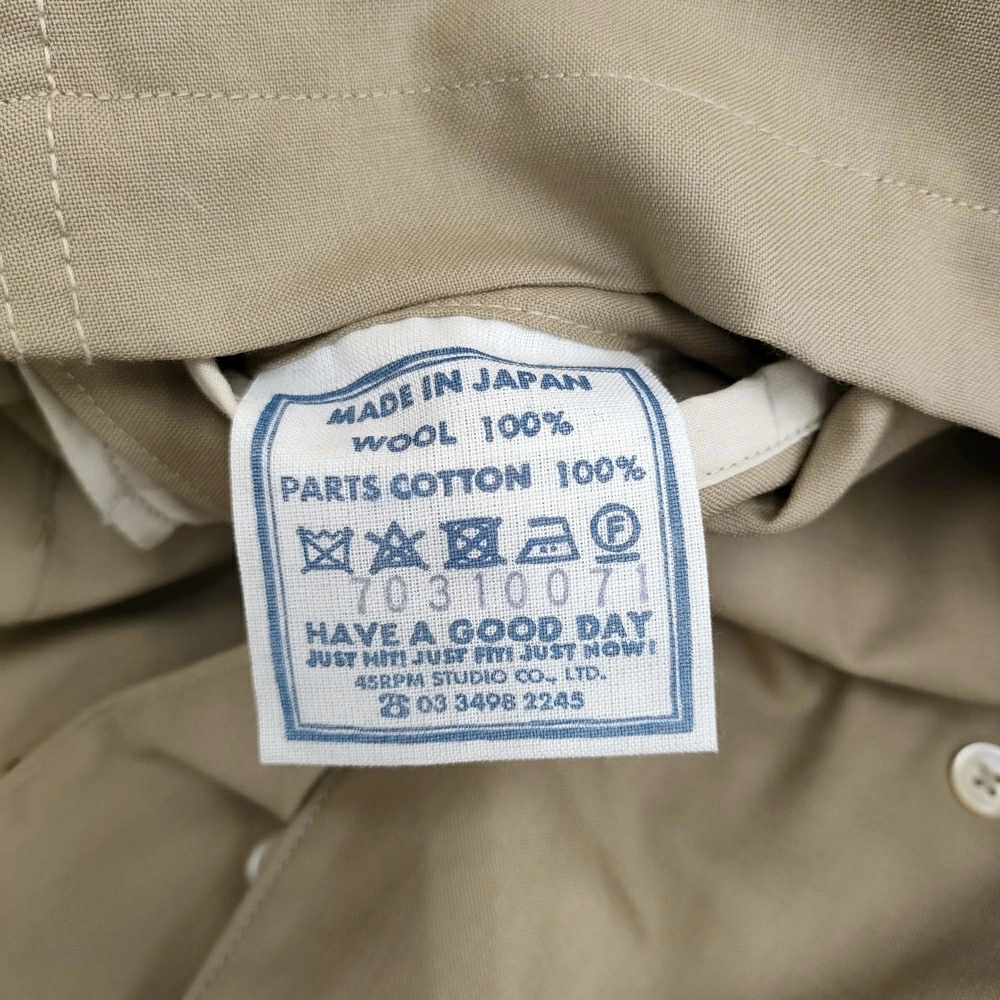 MADE IN JAPAN
WOOL 100%
PARTS COTTON 100%
F
70310071
HAVE A GOOD DAY
JUST HIT! JUST FIT! JUST NOW!
45RPM STUDIO CO., LTD.
☎ 03 3498 2245